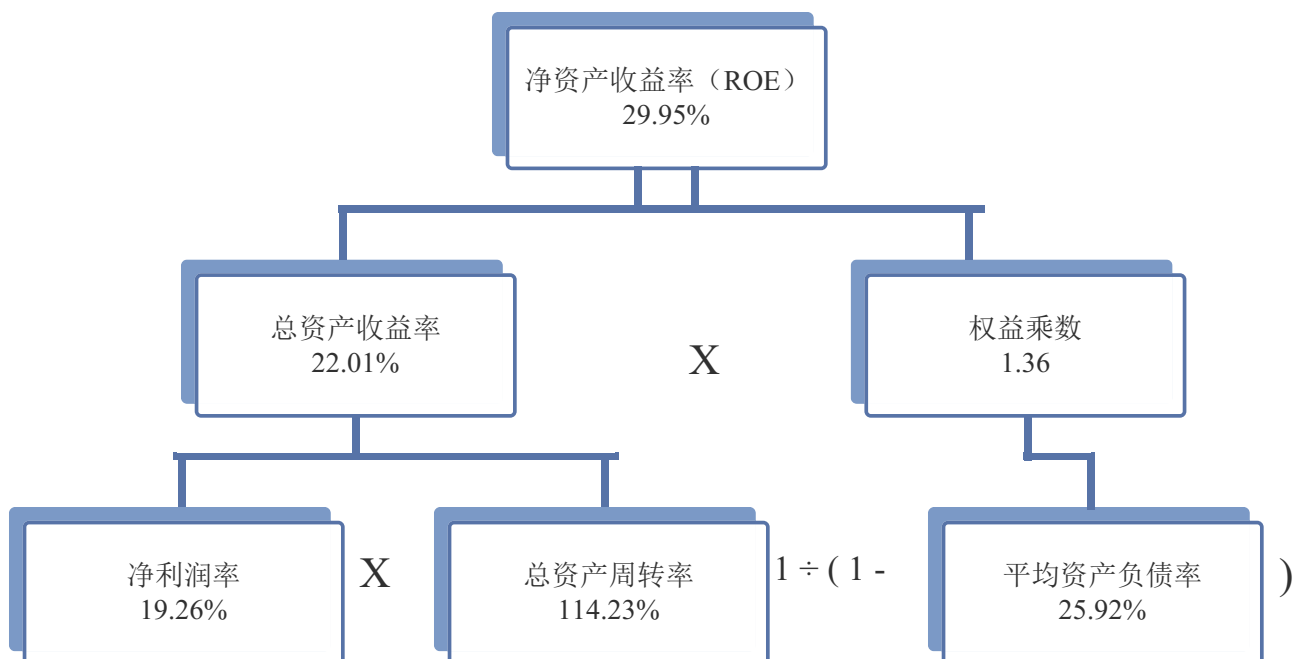 净资产收益率（ROE）
29.95%
总资产收益率
22.01%
X
权益乘数
1.36
净利润率
19.26%
X
总资产周转率
114.23%
1 ÷ ( 1 -
平均资产负债率
25.92%
)